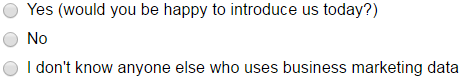 Yes (would you be happy to introduce us today?)
No
I don't know anyone else who uses business marketing data